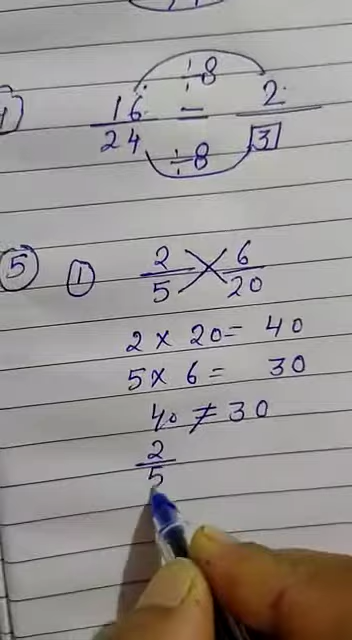 ÷8
16/24 = 2/3
÷8
5 1 2/5 6/20
2 × 20 = 40
5 × 6 = 30
40 ≠ 30
2/5